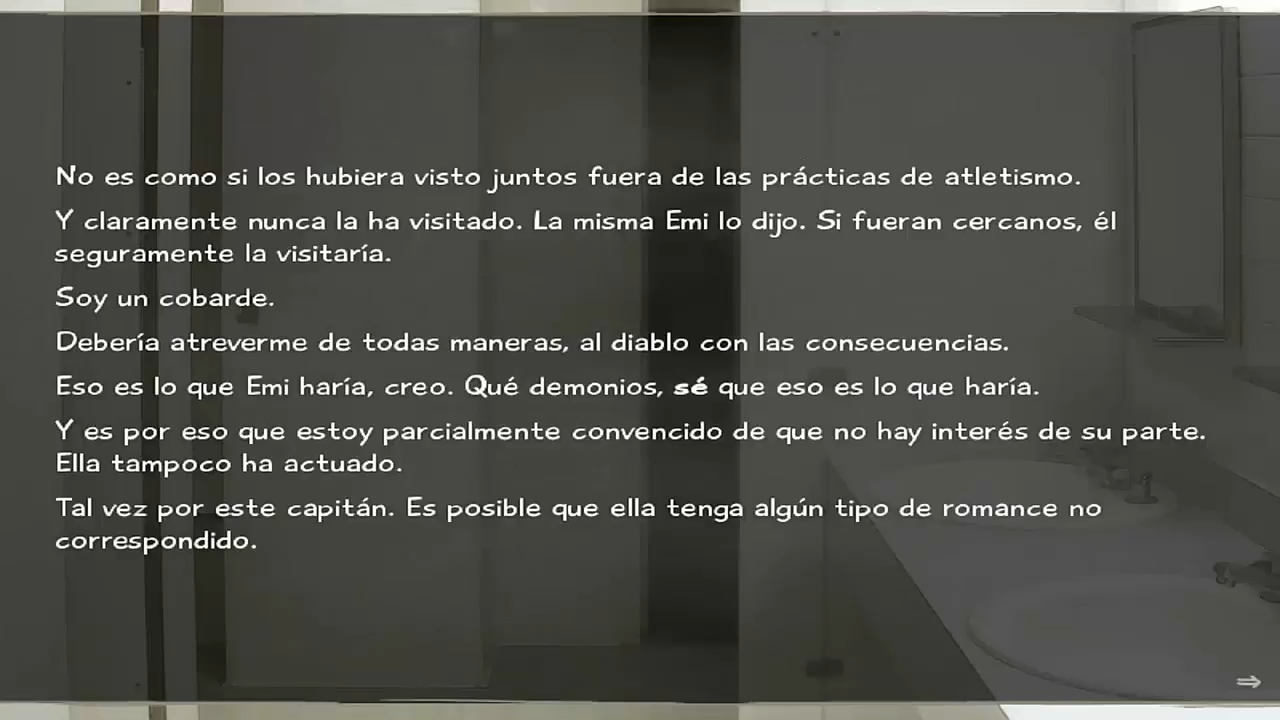 No es como si los hubiera visto juntos fuera de las prácticas de atletismo.
Y claramente nunca la ha visitado. La misma Emi lo dijo. Si fueran cercanos, él
seguramente la visitaría.
Soy un cobarde.
Debería atreverme de todas maneras, al diablo con las consecuencias.
Eso es lo que Emi haría, creo. Qué demonios, sé que eso es lo que haría.
Y es por eso que estoy parcialmente convencido de que no hay interés de su parte.
Ella tampoco ha actuado.
Tal vez por este capitán. Es posible que ella tenga algún tipo de romance no
correspondido.